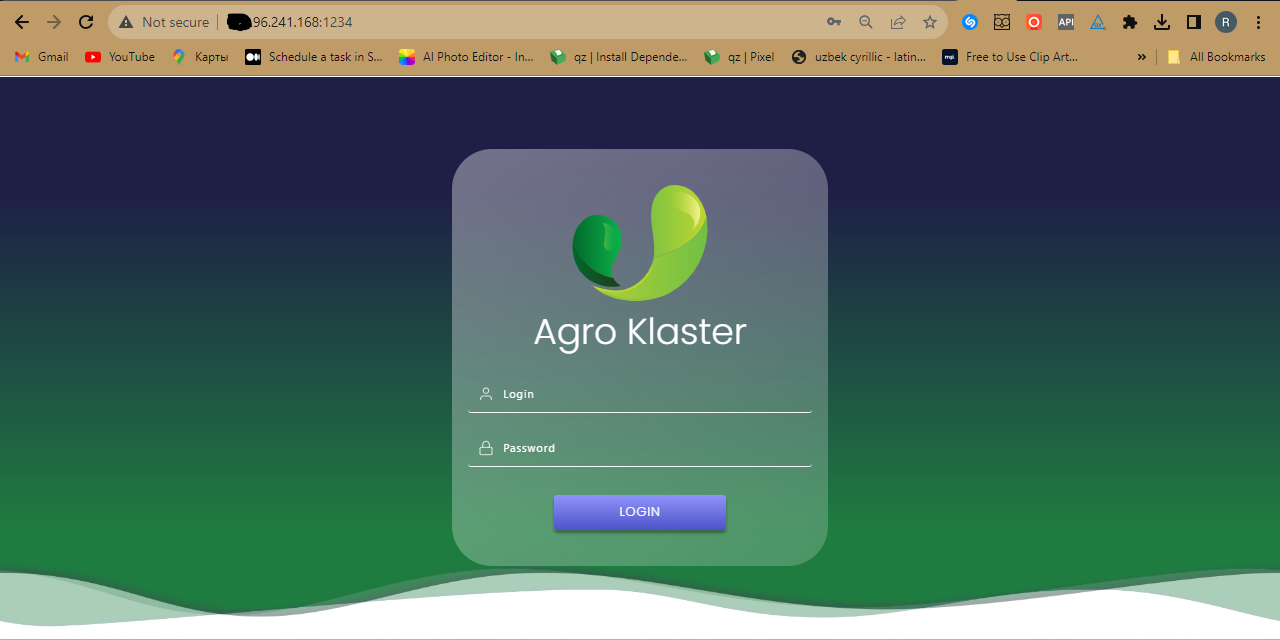 Not secure 96.241.168:1234
API
R
Gmail YouTube Карты Schedule a task in S... AI Photo Editor - In... qz | Install Depende... qz | Pixel uzbek cyrillic - latin... Free to Use Clip Art... » All Bookmarks
Agro Klaster
Login
Password
LOGIN